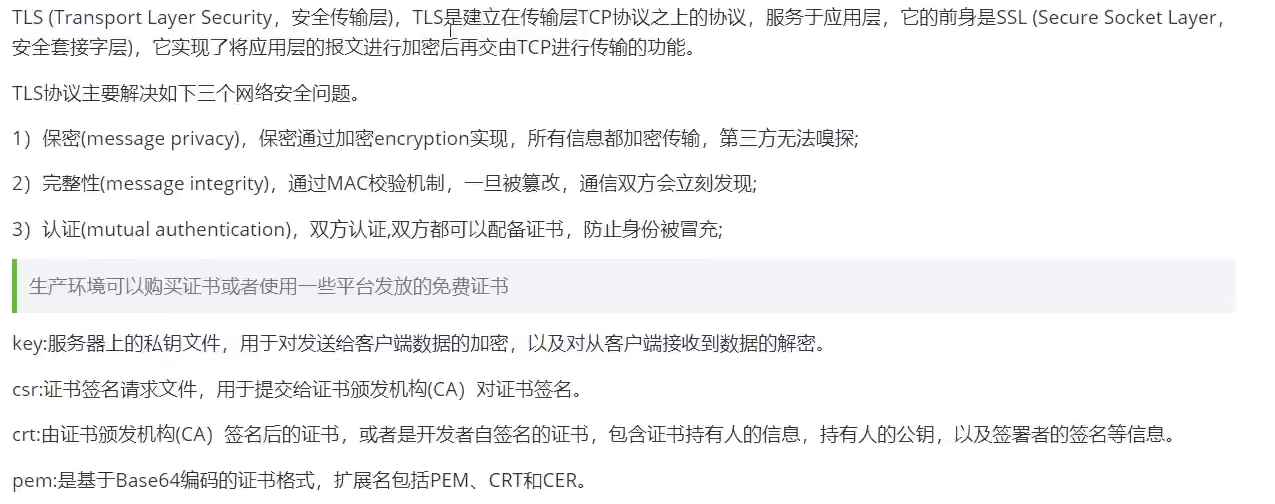 TLS (Transport Layer Security，安全传输层)，TLS是建立在传输层TCP协议之上的协议，服务于应用层，它的前身是SSL (Secure Socket Layer，
安全套接字层)，它实现了将应用层的报文进行加密后再交由TCP进行传输的功能。
TLS协议主要解决如下三个网络安全问题。
1）保密(message privacy)，保密通过加密encryption实现，所有信息都加密传输，第三方无法嗅探;
2）完整性(message integrity)，通过MAC校验机制，一旦被篡改，通信双方会立刻发现;
3）认证(mutual authentication)，双方认证,双方都可以配备证书，防止身份被冒充;
生产环境可以购买证书或者使用一些平台发放的免费证书
key:服务器上的私钥文件，用于对发送给客户端数据的加密，以及对从客户端接收到数据的解密。
csr:证书签名请求文件，用于提交给证书颁发机构(CA）对证书签名。
crt:由证书颁发机构(CA）签名后的证书，或者是开发者自签名的证书，包含证书持有人的信息，持有人的公钥，以及签署者的签名等信息。
pem:是基于Base64编码的证书格式，扩展名包括PEM、CRT和CER。